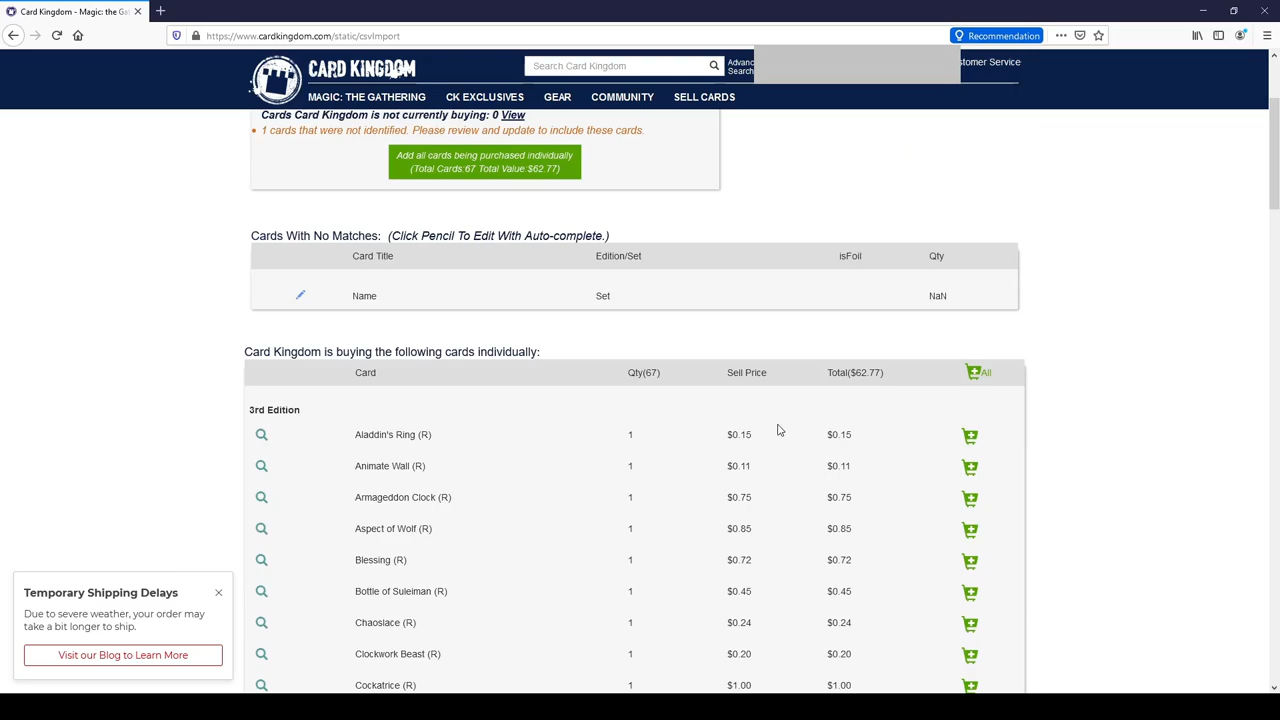 Card Kingdom - Magic: the Gat
https://www.cardkingdom.com/static/csvImport
Recommendation
CARD KINGDOM
Search Card Kingdom
Search
stomer Service
MAGIC: THE GATHERING
CK EXCLUSIVES
GEAR
COMMUNITY
SELL CARDS
Cards Card Kingdom is not currently buying: 0 View
1 cards that were not identified. Please review and update to include these cards.
Add all cards being purchased individually
(Total Cards:67 Total Value:$62.77)
Cards With No Matches: (Click Pencil To Edit With Auto-complete.)
Card Title Edition/Set isFoil Qty
Name Set NaN
Card Kingdom is buying the following cards individually:
Card Qty(67) Sell Price Total($62.77) All
3rd Edition
Aladdin's Ring (R) 1 $0.15 $0.15
Animate Wall (R) 1 $0.11 $0.11
Armageddon Clock (R) 1 $0.75 $0.75
Aspect of Wolf (R) 1 $0.85 $0.85
Blessing (R) 1 $0.72 $0.72
Bottle of Suleiman (R) 1 $0.45 $0.45
Chaoslace (R) 1 $0.24 $0.24
Clockwork Beast (R) 1 $0.20 $0.20
Cockatrice (R) 1 $1.00 $1.00
Temporary Shipping Delays
Due to severe weather, your order may
take a bit longer to ship.
Visit our Blog to Learn More